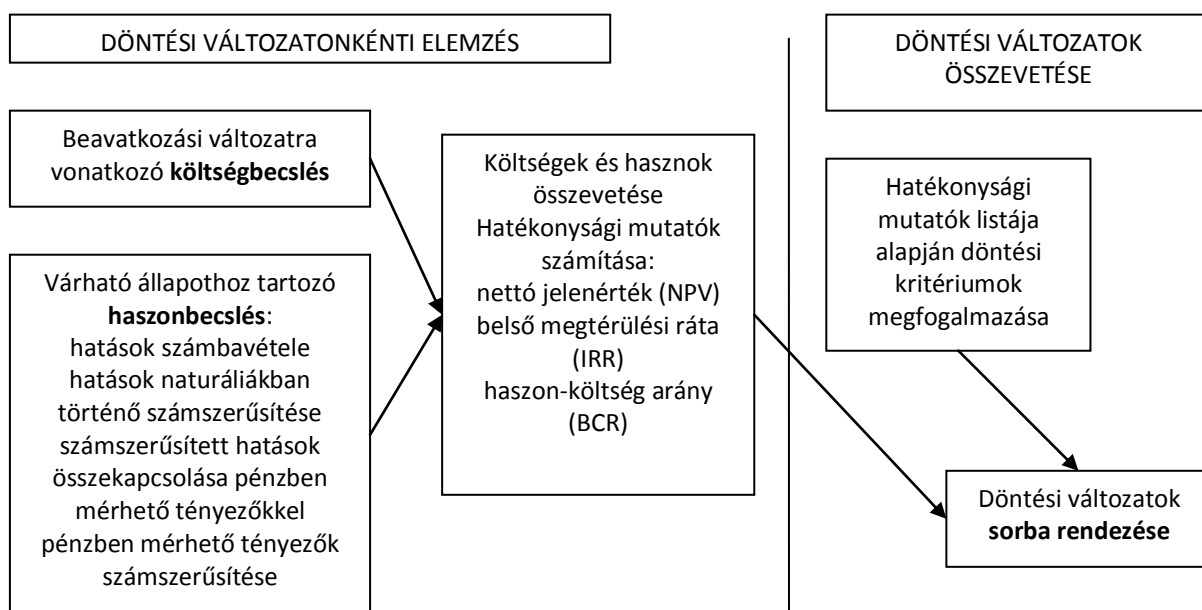 DÖNTÉSI VÁLTOZATONKÉNTI ELEMZÉS
DÖNTÉSI VÁLTOZATOK
ÖSSZEVETÉSE
Beavatkozási változatra
vonatkozó költségbecslés
Várható állapothoz tartozó
haszonbecslés:
hatások számbavétele
hatások naturáliákban
történő számszerűsítése
számszerűsített hatások
összekapcsolása pénzben
mérhető tényezőkkel
pénzben mérhető tényezők
számszerűsítése
Költségek és hasznok
összevetése
Hatékonysági mutatók
számítása:
nettó jelenérték (NPV)
belső megtérülési ráta
(IRR)
haszon-költség arány
(BCR)
Hatékonysági
mutatók listája
alapján döntési
kritériumok
megfogalmazása
Döntési változatok
sorba rendezése